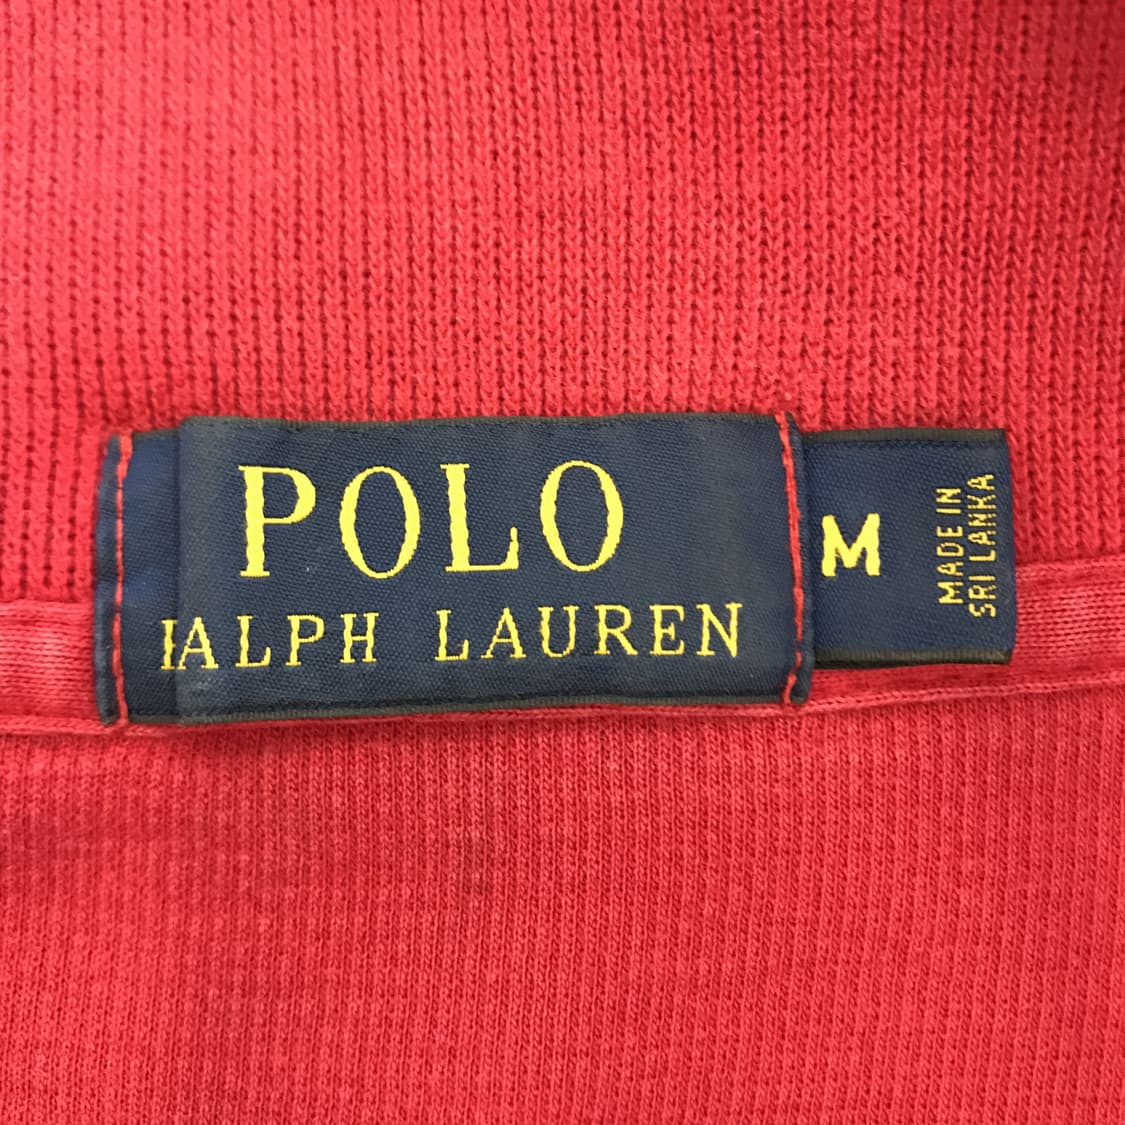 POLO
RALPH LAUREN
M
MADE IN
SRI LANKA